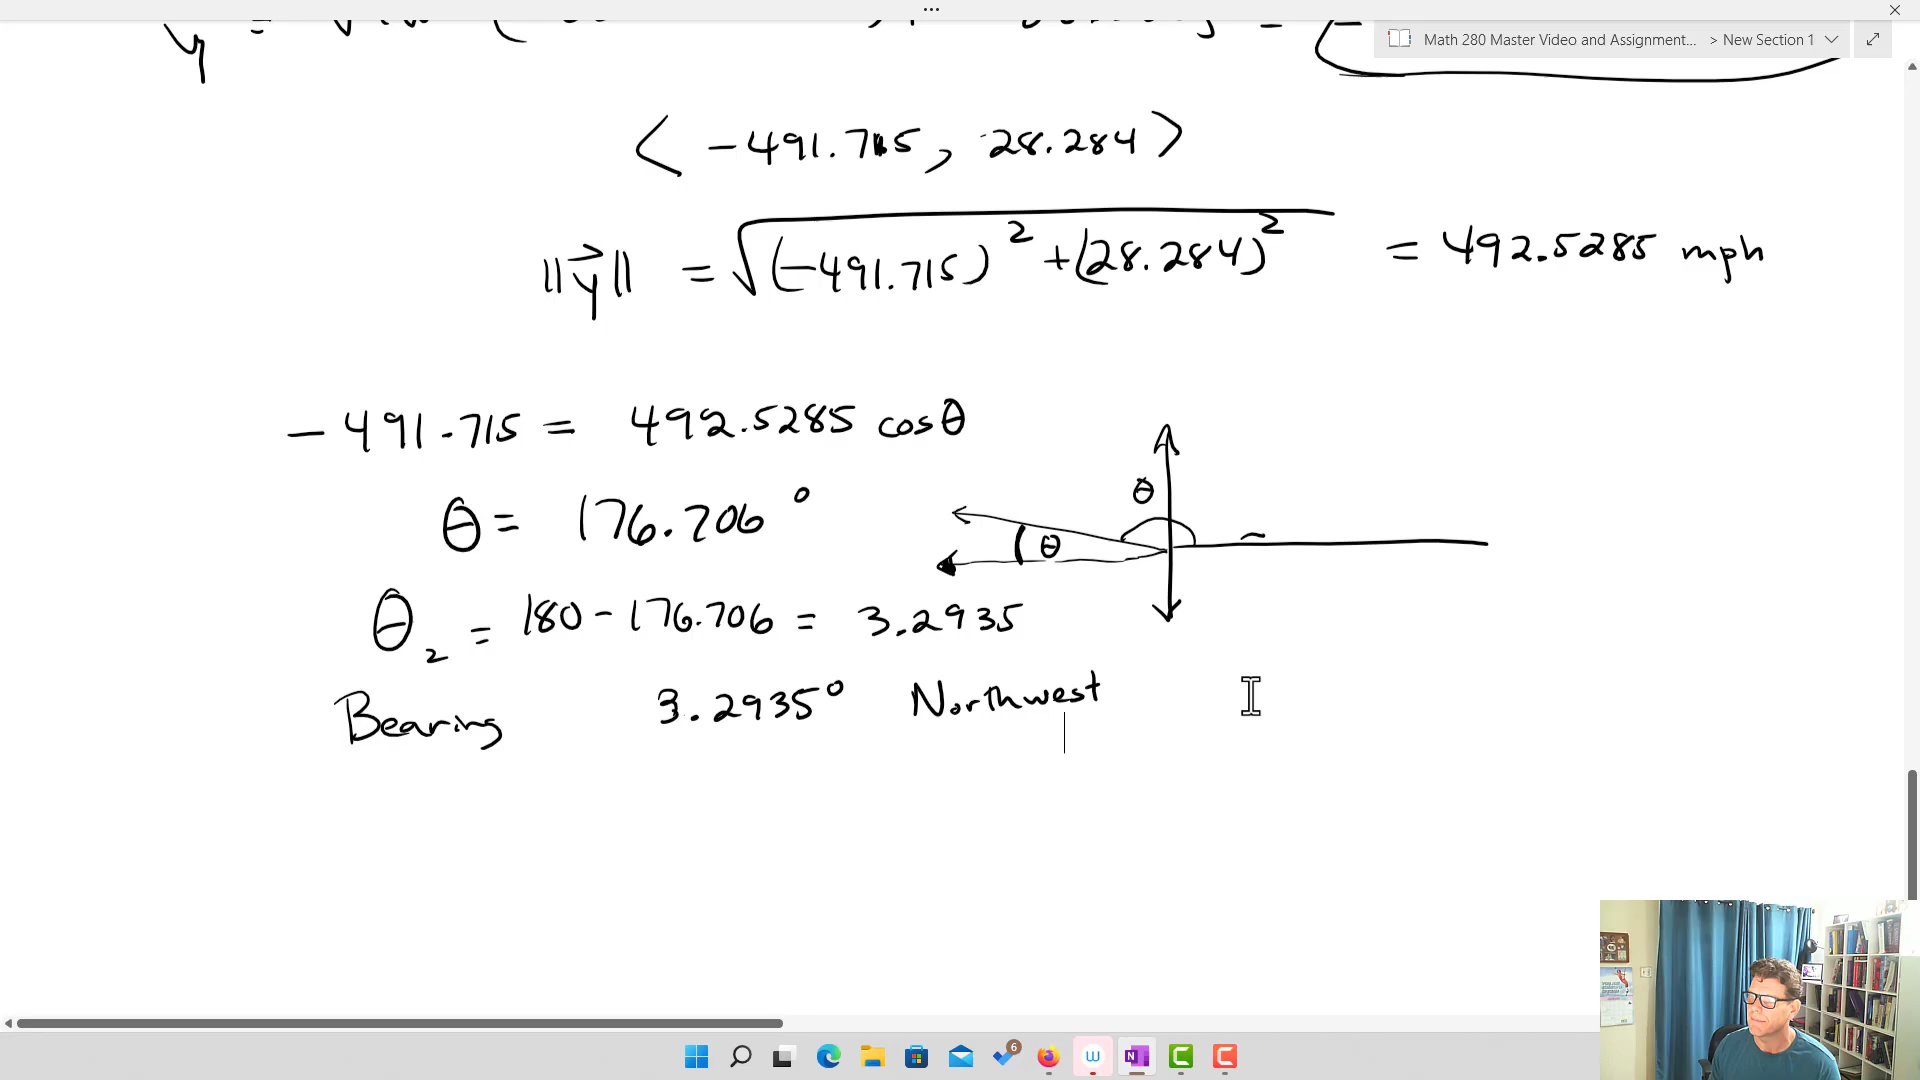 Math 280 Master Video and Assignment... > New Section 1
⟨ -491.715, 28.284 ⟩
||y⃗|| = √((-491.715)² + (28.284)²) = 492.5285 mph
-491.715 = 492.5285 cosθ
θ = 176.706°
θ
θ
θ₂ = 180 - 176.706 = 3.2935
Bearing 3.2935° Northwest
6